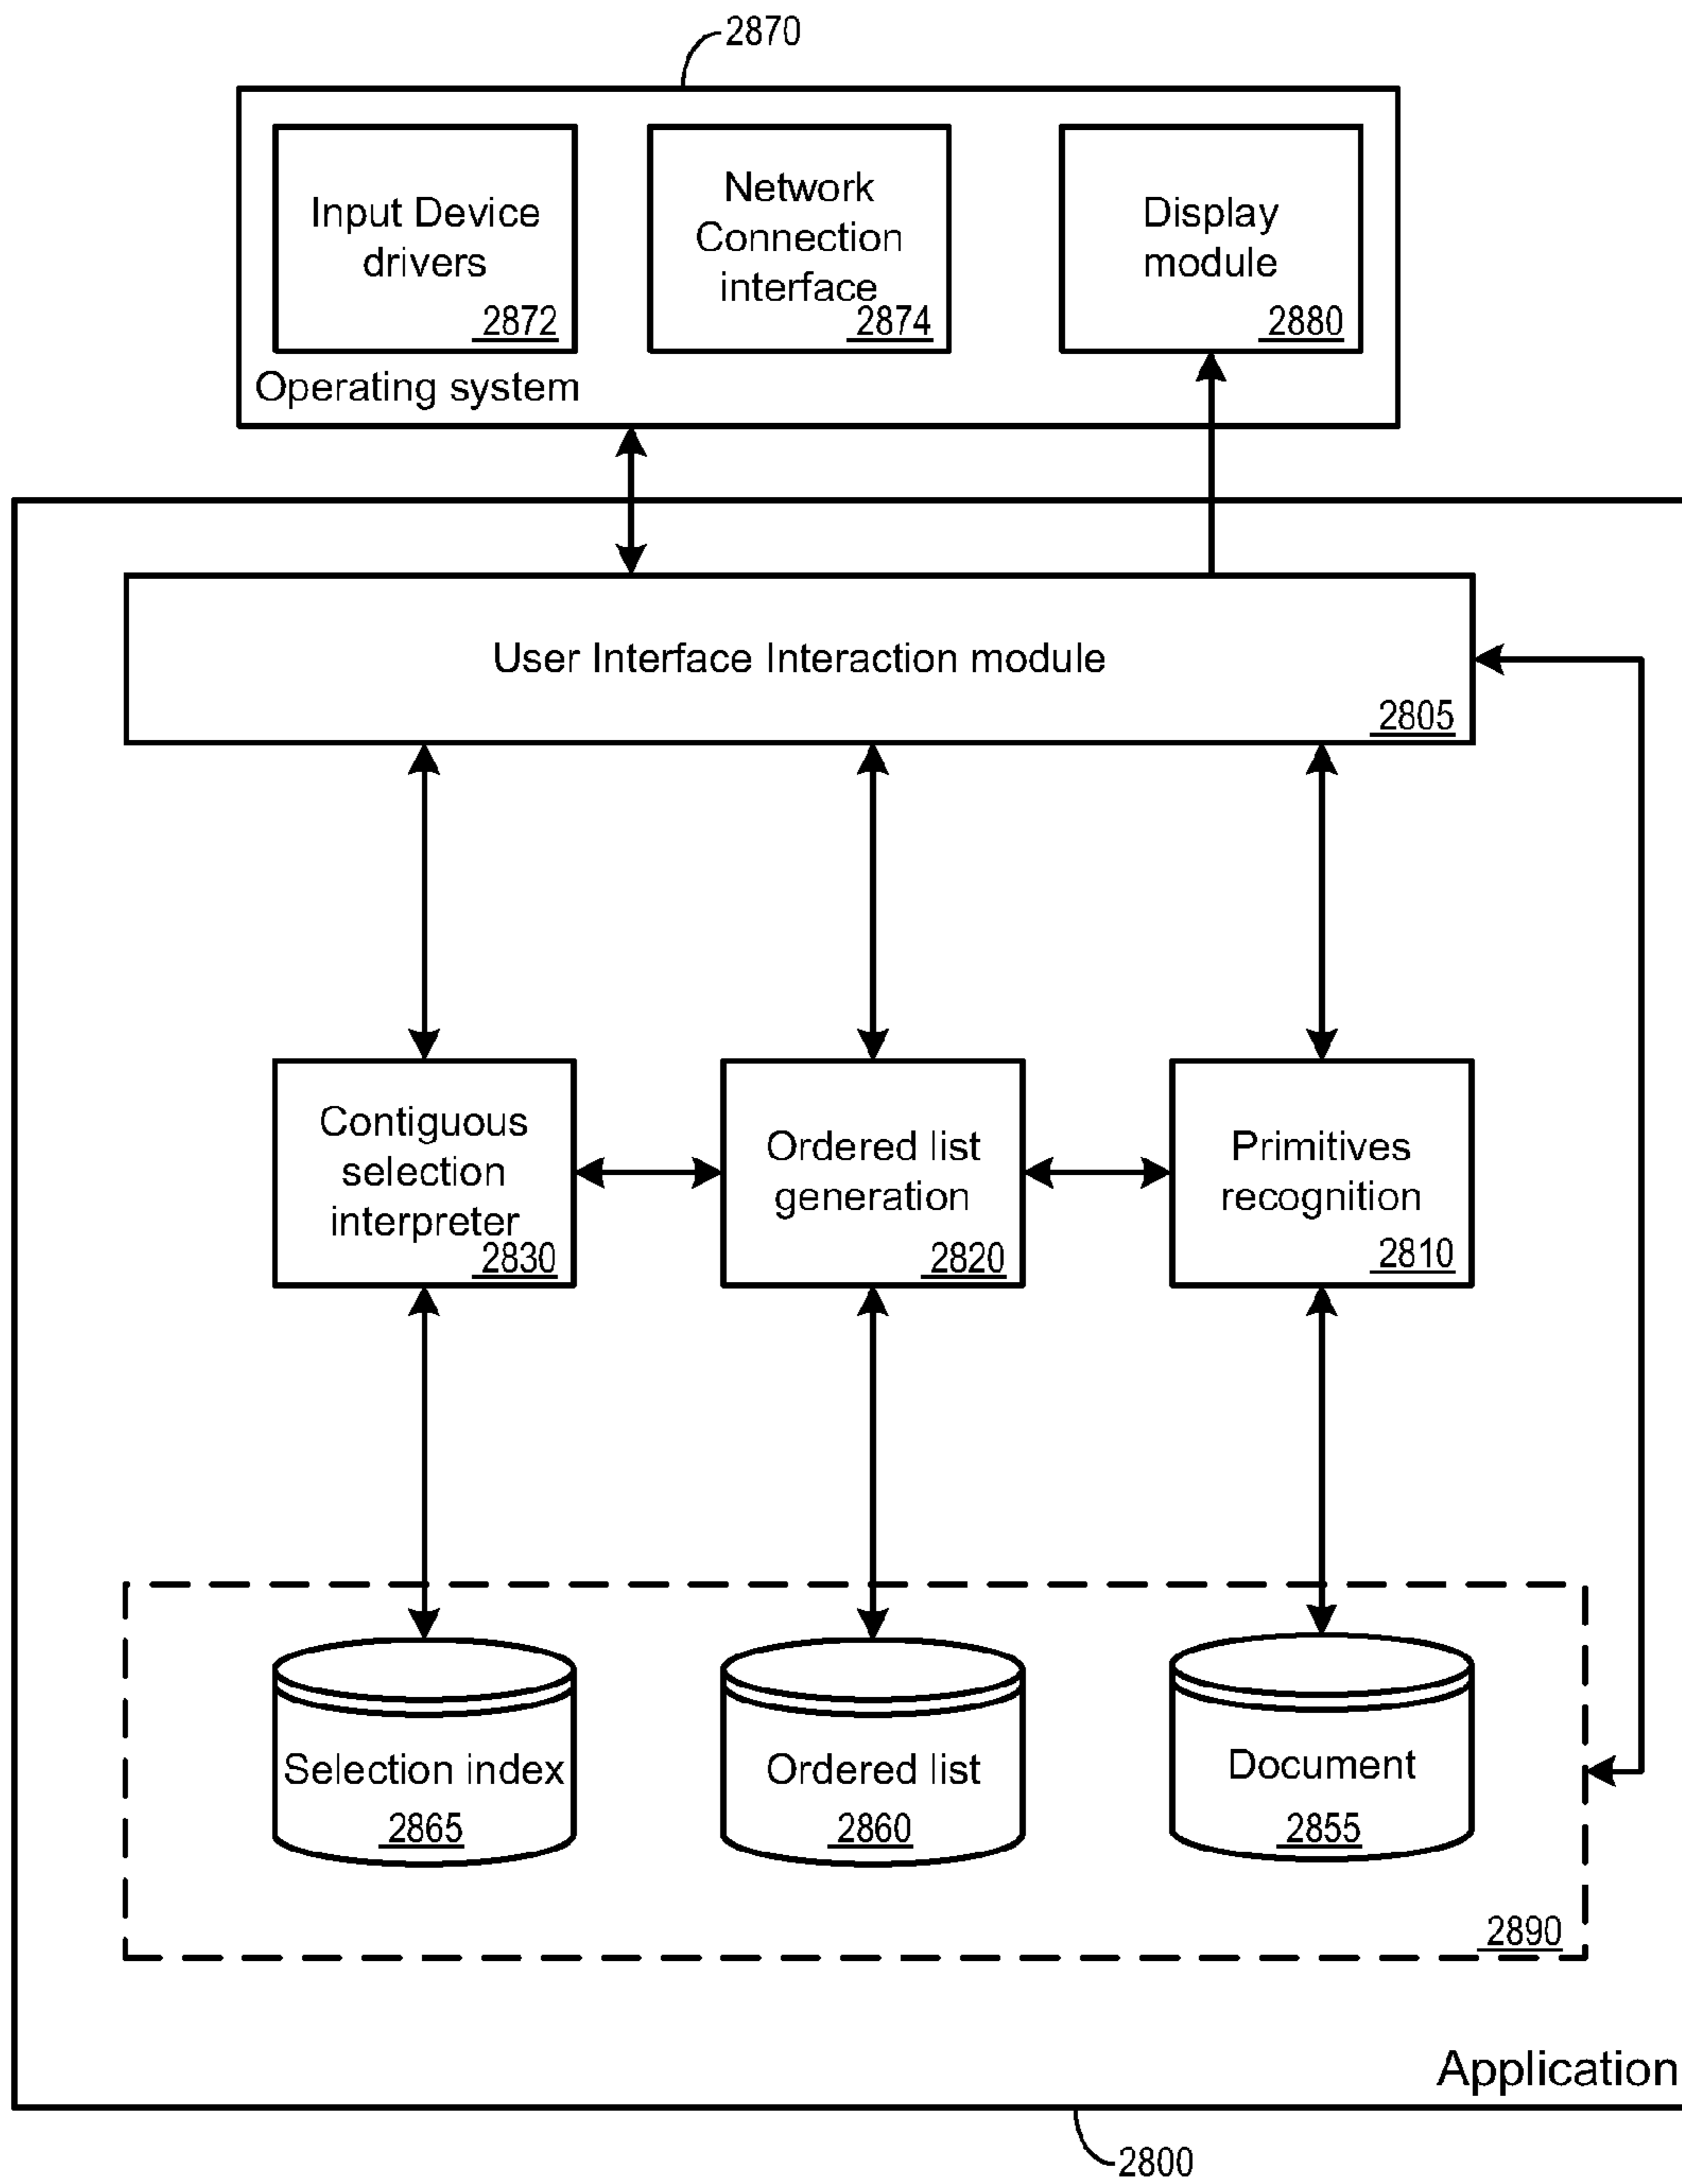 2870
Input Device
drivers
2872
Network
Connection
interface
2874
Display
module
2880
Operating system
User Interface Interaction module
2805
Contiguous
selection
interpreter
2830
Ordered list
generation
2820
Primitives
recognition
2810
Selection index
2865
Ordered list
2860
Document
2855
2890
Application
2800